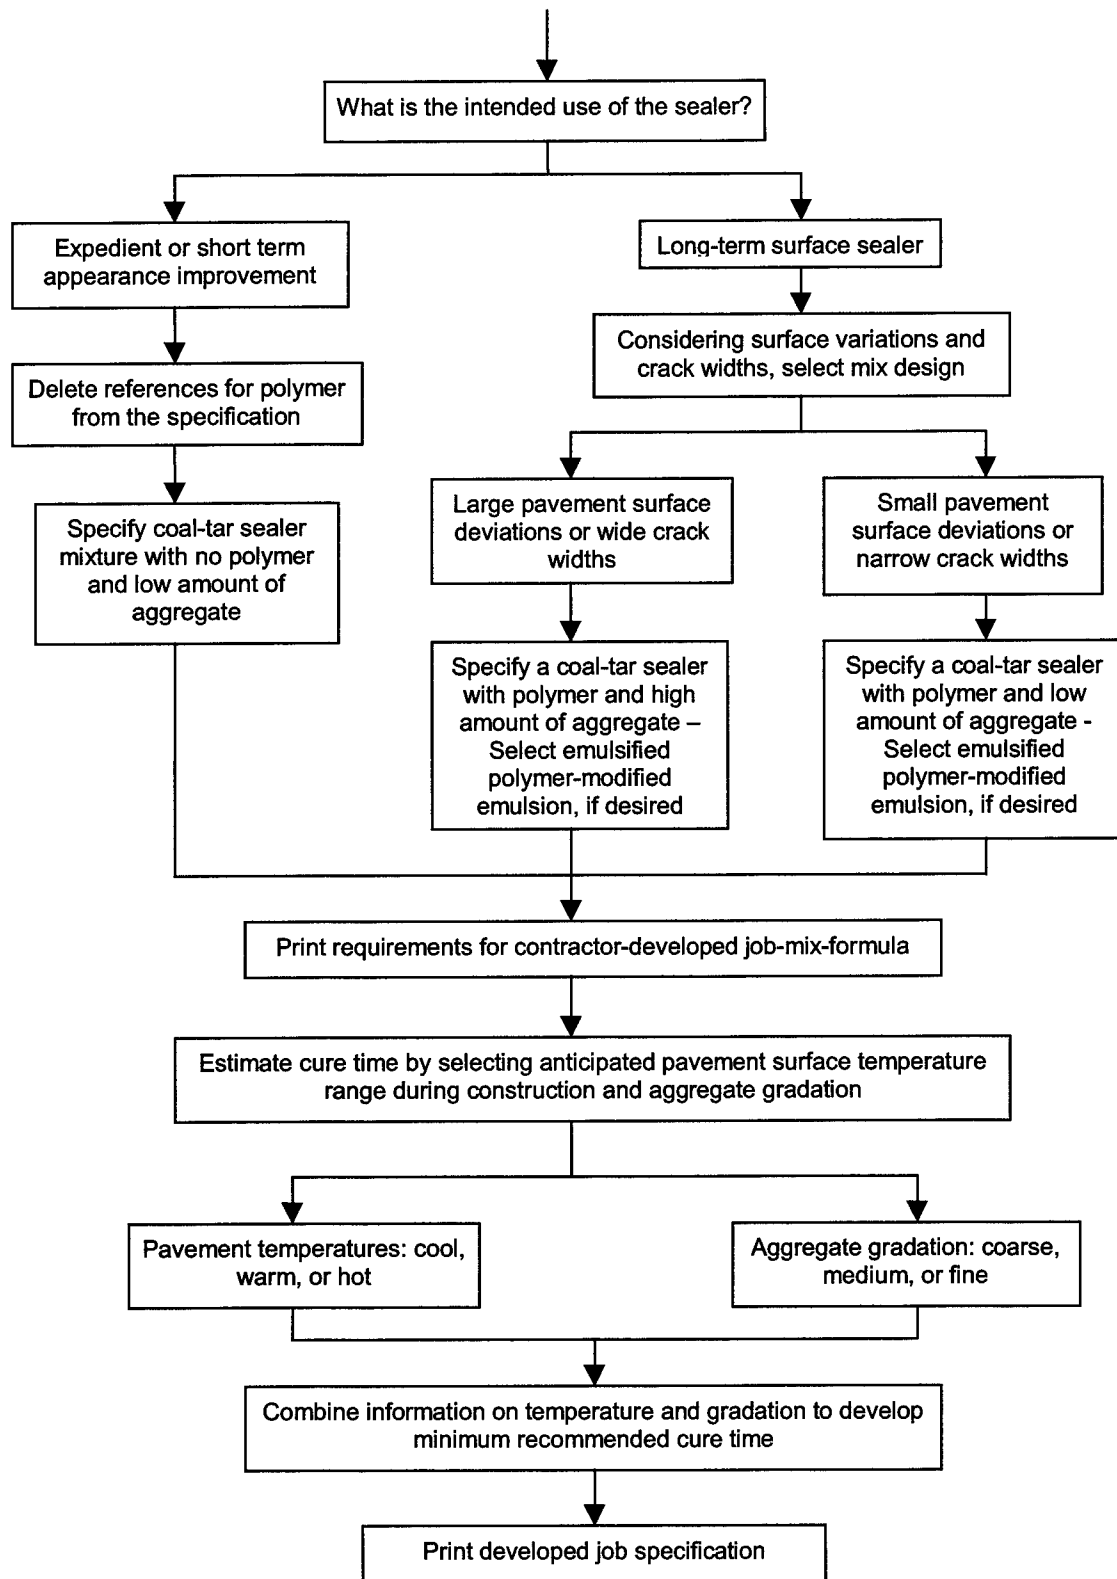 What is the intended use of the sealer?
Expedient or short term
appearance improvement
Long-term surface sealer
Delete references for polymer
from the specification
Considering surface variations and
crack widths, select mix design
Specify coal-tar sealer
mixture with no polymer
and low amount of
aggregate
Large pavement surface
deviations or wide crack
widths
Small pavement
surface deviations or
narrow crack widths
Specify a coal-tar sealer
with polymer and high
amount of aggregate –
Select emulsified
polymer-modified
emulsion, if desired
Specify a coal-tar sealer
with polymer and low
amount of aggregate -
Select emulsified
polymer-modified
emulsion, if desired
Print requirements for contractor-developed job-mix-formula
Estimate cure time by selecting anticipated pavement surface temperature
range during construction and aggregate gradation
Pavement temperatures: cool,
warm, or hot
Aggregate gradation: coarse,
medium, or fine
Combine information on temperature and gradation to develop
minimum recommended cure time
Print developed job specification